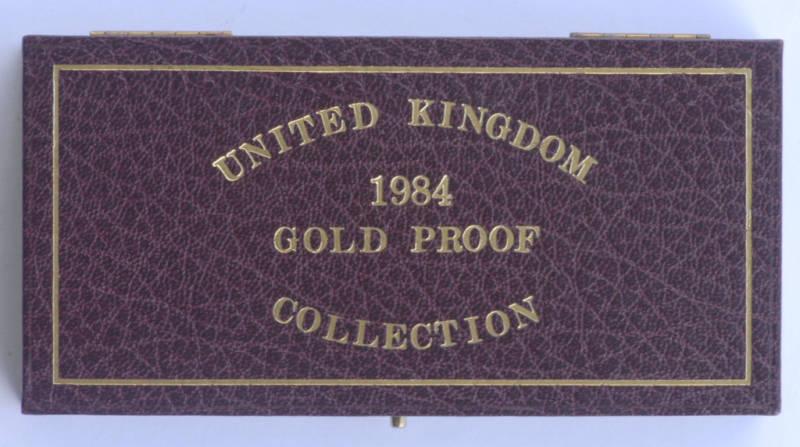 UNITED KINGDOM
1984
GOLD PROOF
COLLECTION